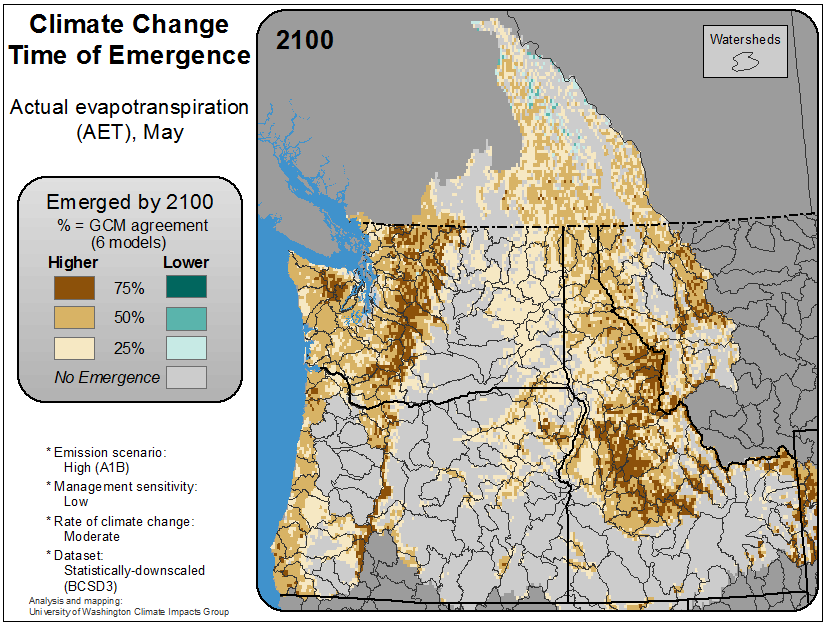 Climate Change
Time of Emergence
Actual evapotranspiration
(AET), May
Emerged by 2100
% = GCM agreement
(6 models)
Higher Lower
75%
50%
25%
No Emergence
* Emission scenario:
High (A1B)
* Management sensitivity:
Low
* Rate of climate change:
Moderate
* Dataset:
Statistically-downscaled
(BCSD3)
Analysis and mapping:
University of Washington Climate Impacts Group
2100
Watersheds